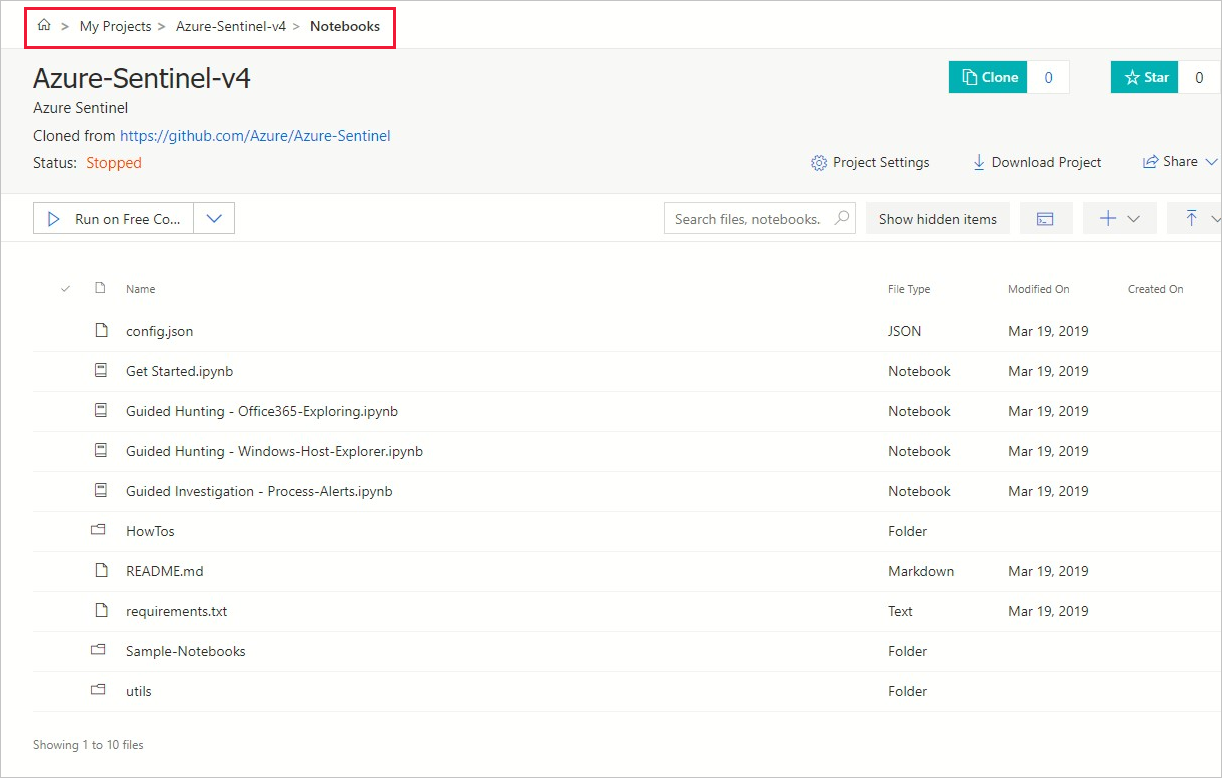 > My Projects > Azure-Sentinel-v4 > Notebooks
Azure-Sentinel-v4
Clone 0 Star 0
Azure Sentinel
Cloned from https://github.com/Azure/Azure-Sentinel
Status: Stopped
Project Settings Download Project Share
Run on Free Co... Search files, notebooks. Show hidden items
Name File Type Modified On Created On
config.json JSON Mar 19, 2019
Get Started.ipynb Notebook Mar 19, 2019
Guided Hunting - Office365-Exploring.ipynb Notebook Mar 19, 2019
Guided Hunting - Windows-Host-Explorer.ipynb Notebook Mar 19, 2019
Guided Investigation - Process-Alerts.ipynb Notebook Mar 19, 2019
HowTos Folder
README.md Markdown Mar 19, 2019
requirements.txt Text Mar 19, 2019
Sample-Notebooks Folder
utils Folder
Showing 1 to 10 files